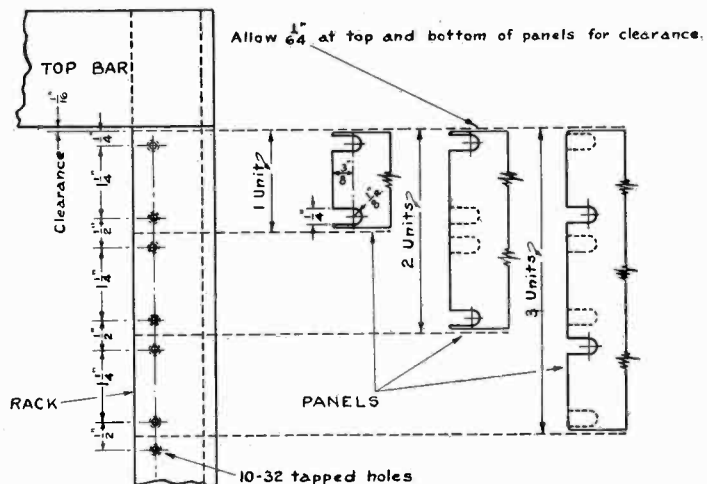 Allow 1/64" at top and bottom of panels for clearance.
TOP BAR
1/16"
Clearance
1/4"
1 1/4"
1/2"
1 1/4"
1/2"
1 1/4"
1/2"
1 Unit
3/8"
1/8" R
1/4"
2 Units
3 Units
RACK
PANELS
10-32 tapped holes